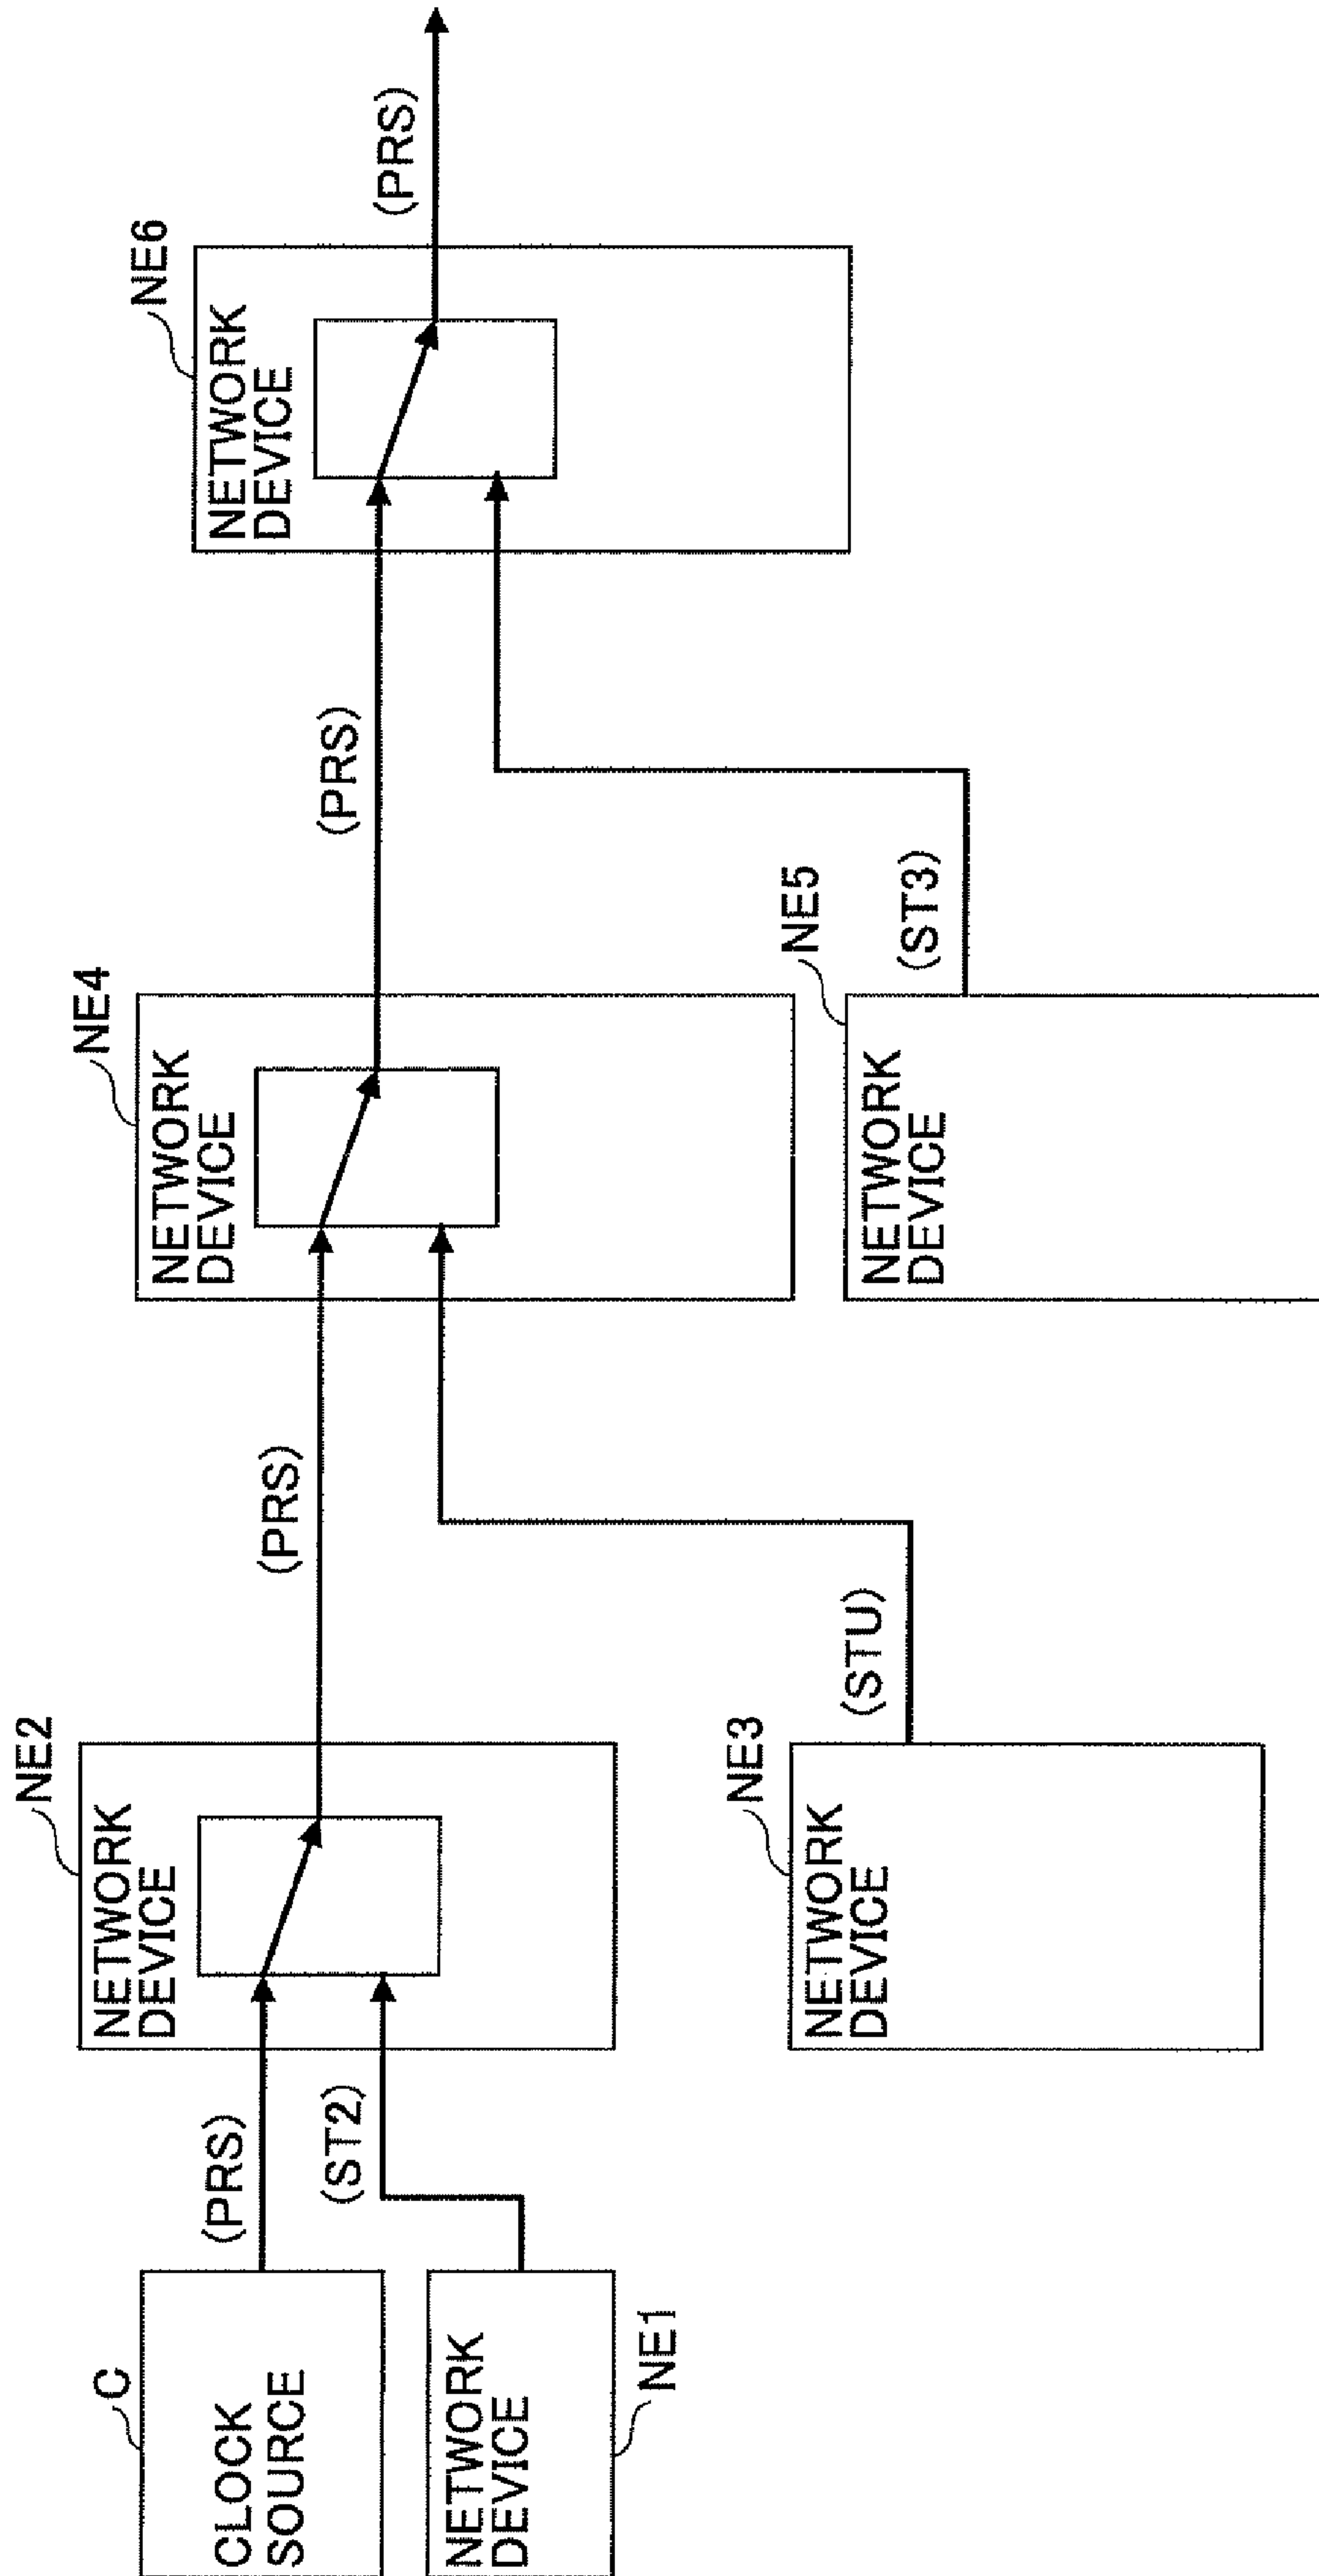 C
CLOCK
SOURCE
NETWORK
DEVICE
NE1
(PRS)
(ST2)
NE2
NETWORK
DEVICE
NE3
NETWORK
DEVICE
(PRS)
(STU)
NE4
NETWORK
DEVICE
NE5
NETWORK
DEVICE
(PRS)
(ST3)
NE6
NETWORK
DEVICE
(PRS)